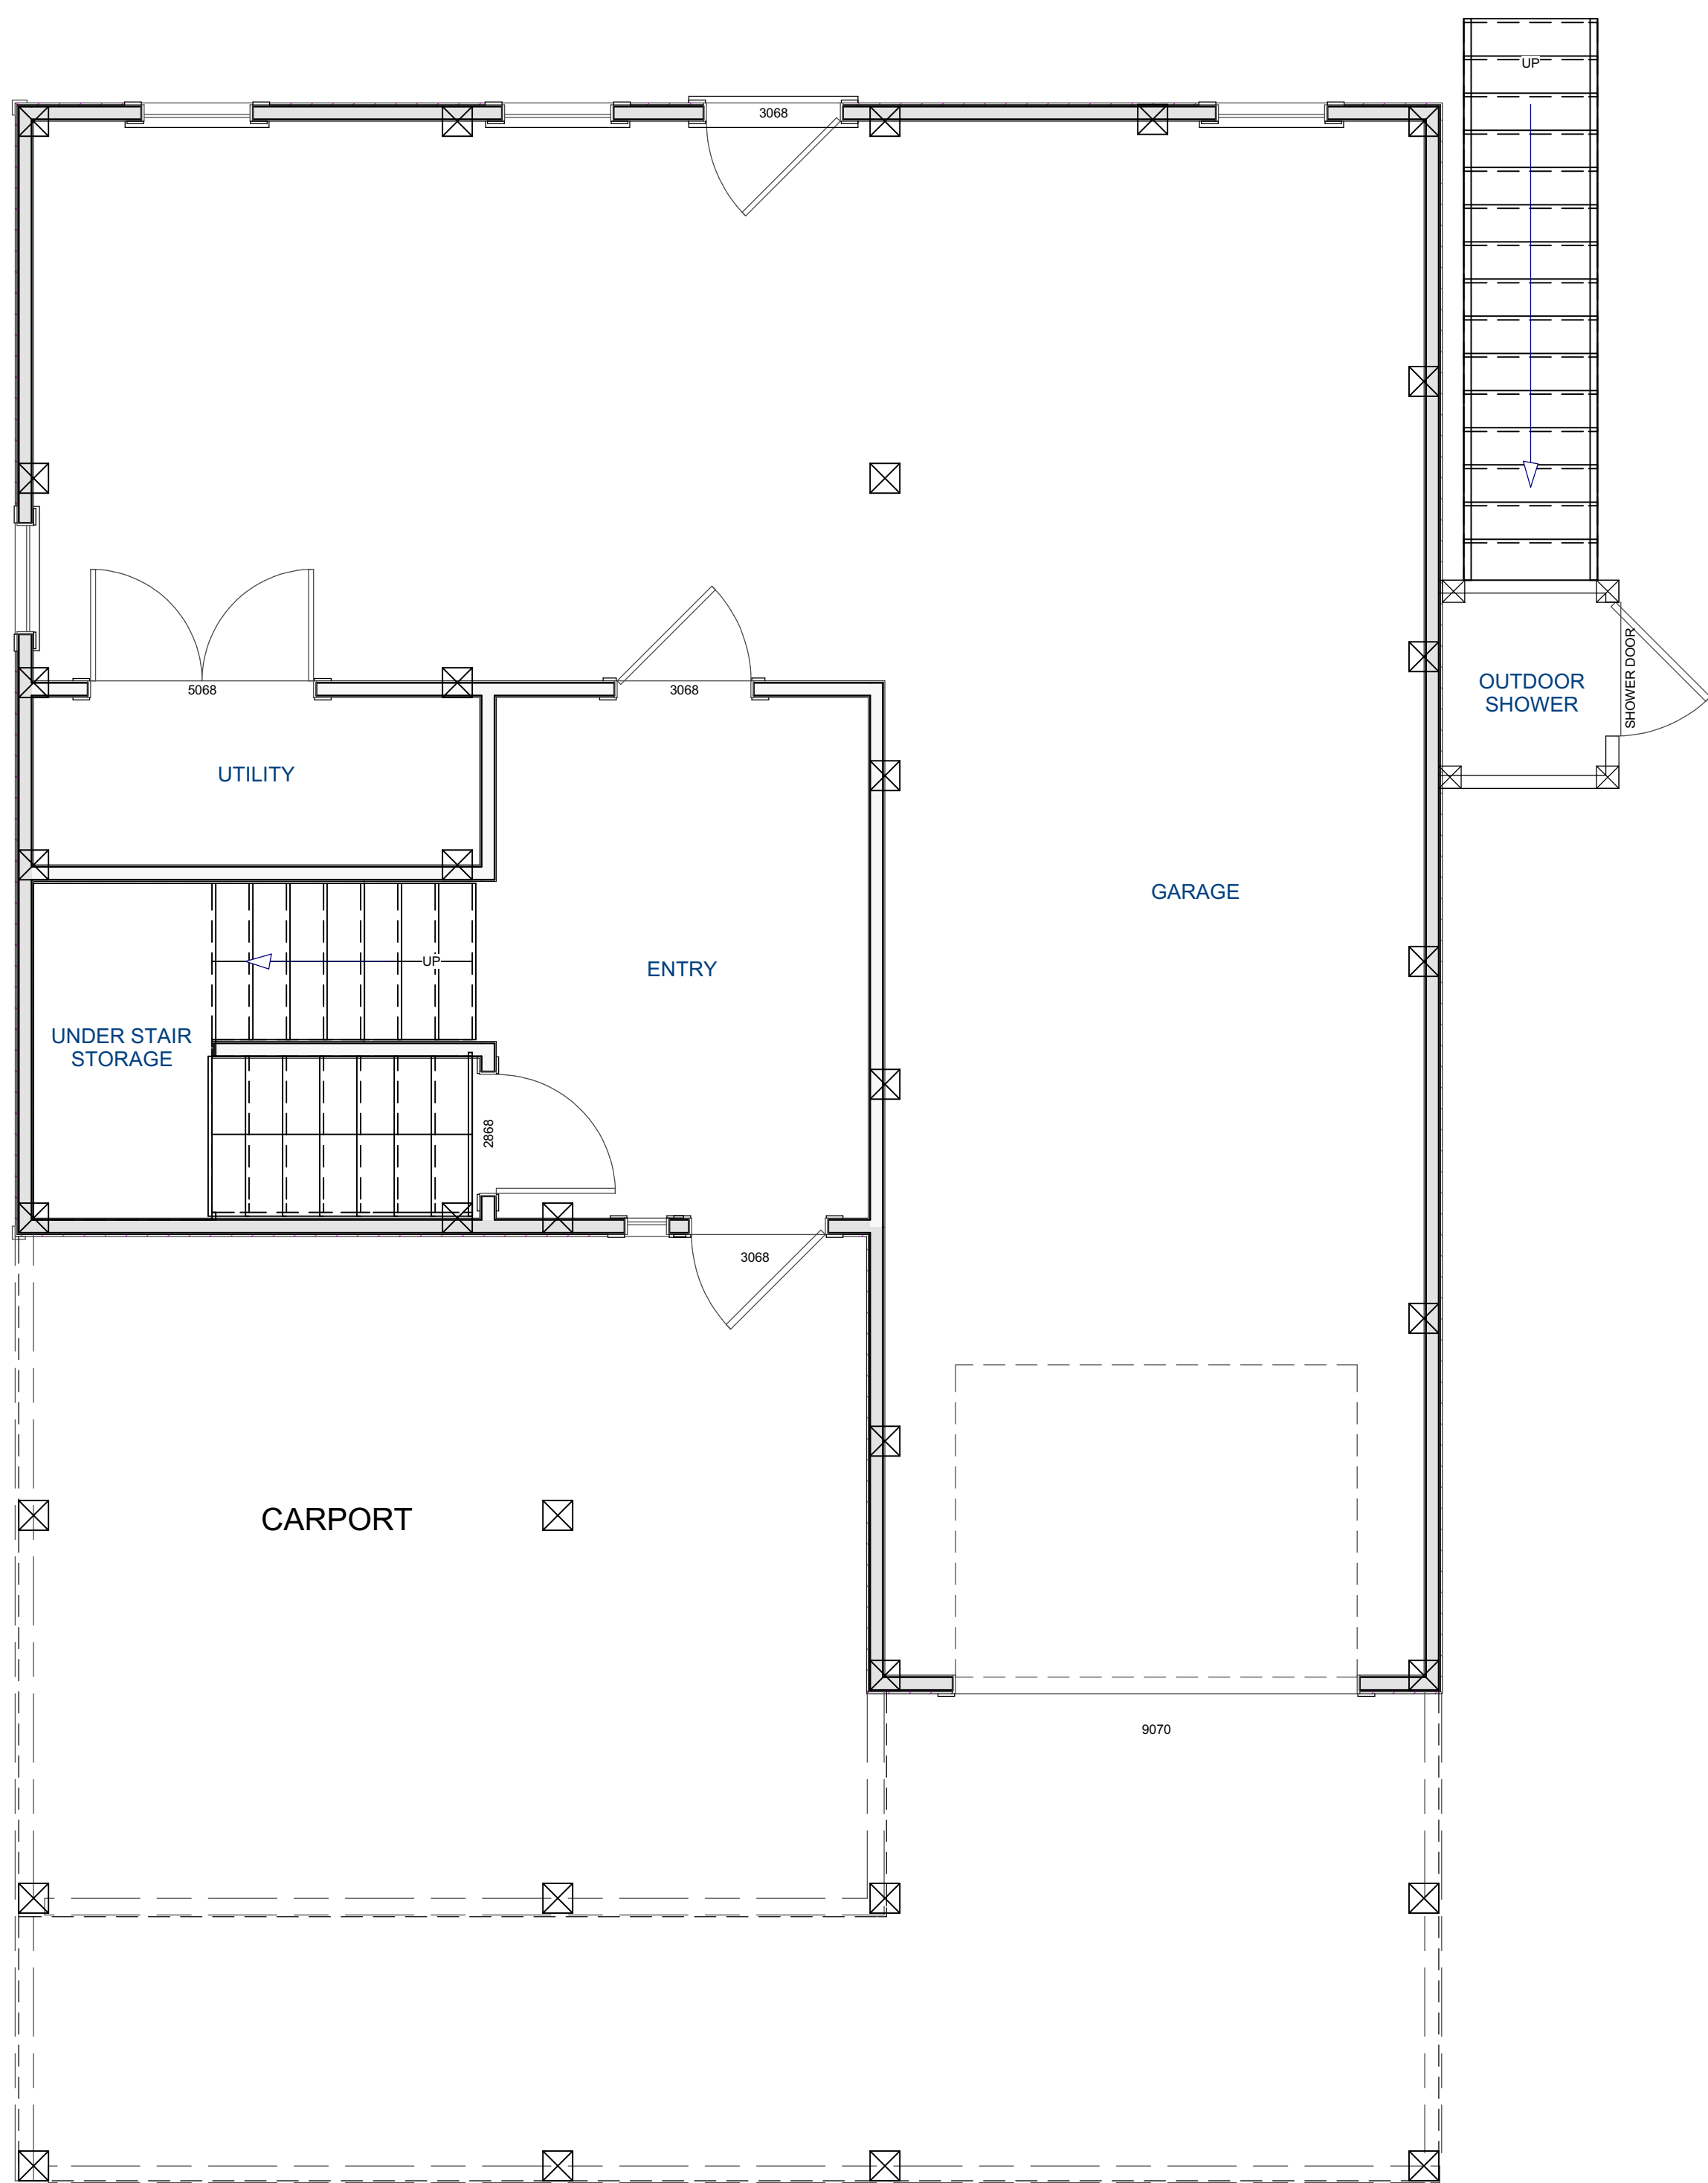 UP
3068
5068
3068
SHOWER DOOR
OUTDOOR
SHOWER
UTILITY
GARAGE
UP
ENTRY
UNDER STAIR
STORAGE
2868
3068
CARPORT
9070